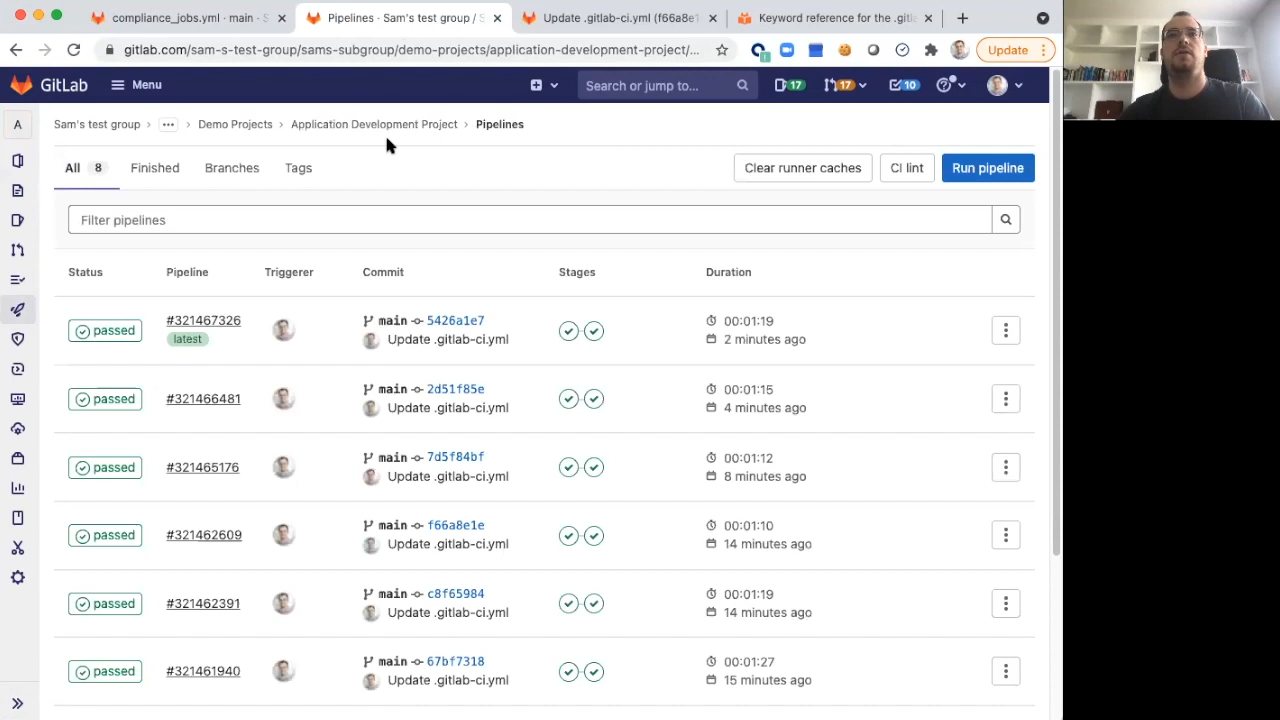 compliance_jobs.yml · main · S
Pipelines · Sam's test group / S
Update .gitlab-ci.yml (f66a8e1
Keyword reference for the .gitl
gitlab.com/sam-s-test-group/sams-subgroup/demo-projects/application-development-project/...
Update
GitLab
Menu
Search or jump to...
17
17
10
A
Sam's test group › ... › Demo Projects › Application Development Project › Pipelines
All 8
Finished
Branches
Tags
Clear runner caches
CI lint
Run pipeline
Filter pipelines
Status Pipeline Triggerer Commit Stages Duration
passed #321467326 main 5426a1e7 00:01:19
latest Update .gitlab-ci.yml 2 minutes ago
passed #321466481 main 2d51f85e 00:01:15
Update .gitlab-ci.yml 4 minutes ago
passed #321465176 main 7d5f84bf 00:01:12
Update .gitlab-ci.yml 8 minutes ago
passed #321462609 main f66a8e1e 00:01:10
Update .gitlab-ci.yml 14 minutes ago
passed #321462391 main c8f65984 00:01:19
Update .gitlab-ci.yml 14 minutes ago
passed #321461940 main 67bf7318 00:01:27
Update .gitlab-ci.yml 15 minutes ago